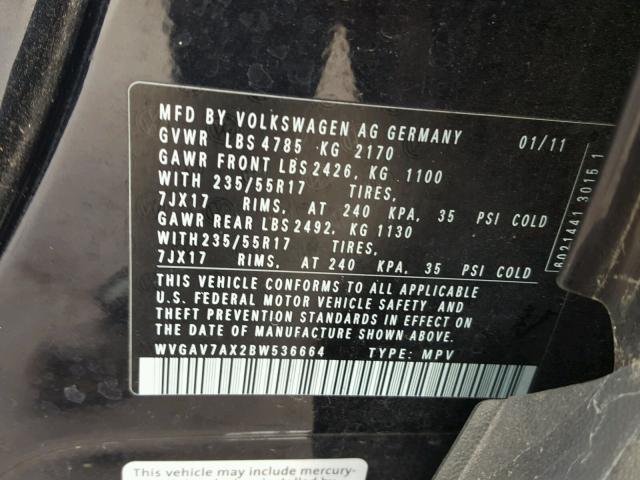 MFD BY VOLKSWAGEN AG GERMANY 01/11
GVWR LBS 4785 KG 2170
GAWR FRONT LBS 2426, KG 1100
WITH 235/55R17 TIRES,
7JX17 RIMS, AT 240 KPA, 35 PSI COLD
GAWR REAR LBS 2492, KG 1130
WITH 235/55R17 TIRES,
7JX17 RIMS, AT 240 KPA, 35 PSI COLD
THIS VEHICLE CONFORMS TO ALL APPLICABLE
U.S. FEDERAL MOTOR VEHICLE SAFETY AND
THEFT PREVENTION STANDARDS IN EFFECT ON
THE DATE OF MANUFACTURE SHOWN ABOVE.
WVGAV7AX2BW536664 TYPE: MPV
8021441 3015 1
This vehicle may include mercury-